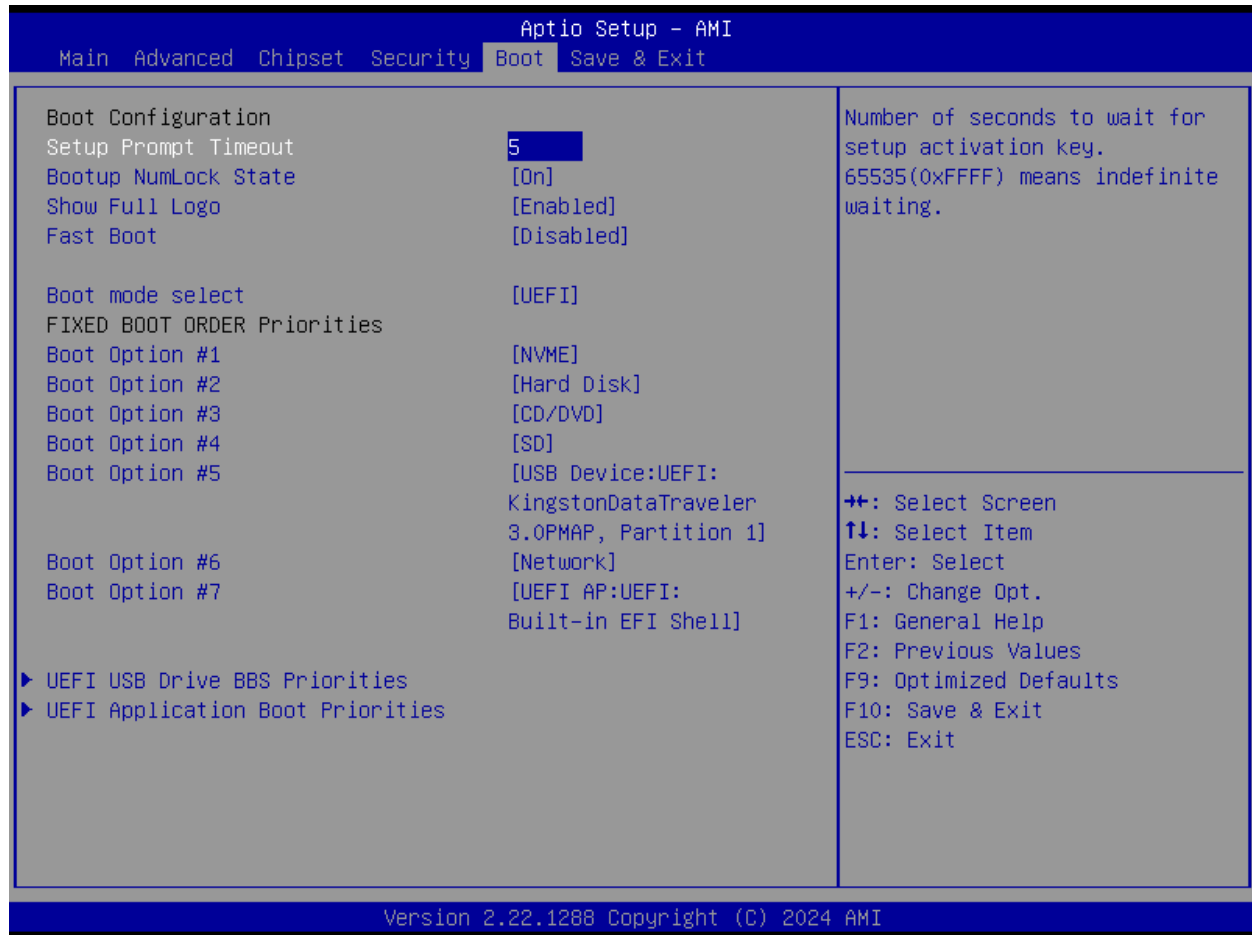 Aptio Setup – AMI
Main Advanced Chipset Security Boot Save & Exit
Boot Configuration
Setup Prompt Timeout 5
Bootup NumLock State [On]
Show Full Logo [Enabled]
Fast Boot [Disabled]
Boot mode select [UEFI]
FIXED BOOT ORDER Priorities
Boot Option #1 [NVME]
Boot Option #2 [Hard Disk]
Boot Option #3 [CD/DVD]
Boot Option #4 [SD]
Boot Option #5 [USB Device:UEFI:
KingstonDataTraveler
3.0PMAP, Partition 1]
Boot Option #6 [Network]
Boot Option #7 [UEFI AP:UEFI:
Built-in EFI Shell]
▶ UEFI USB Drive BBS Priorities
▶ UEFI Application Boot Priorities
Number of seconds to wait for
setup activation key.
65535(0xFFFF) means indefinite
waiting.
→←: Select Screen
↑↓: Select Item
Enter: Select
+/-: Change Opt.
F1: General Help
F2: Previous Values
F9: Optimized Defaults
F10: Save & Exit
ESC: Exit
Version 2.22.1288 Copyright (C) 2024 AMI